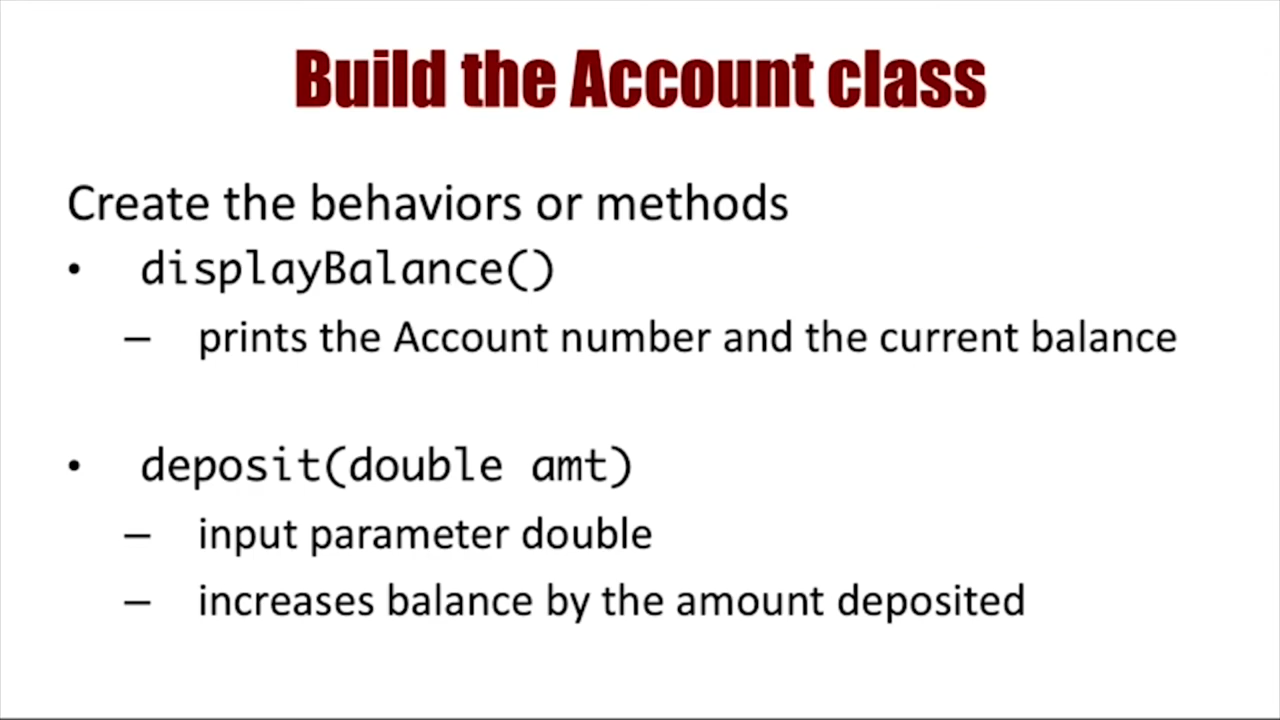 Build the Account class
Create the behaviors or methods
• displayBalance()
– prints the Account number and the current balance
• deposit(double amt)
– input parameter double
– increases balance by the amount deposited